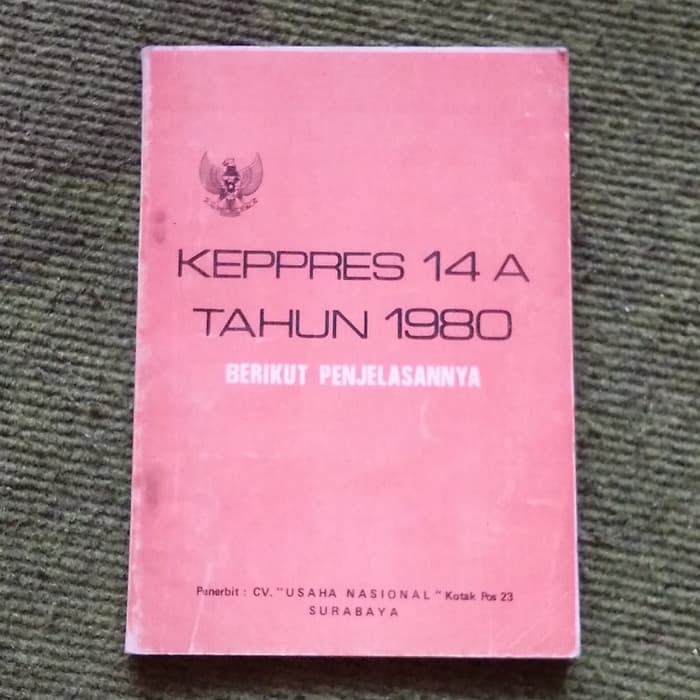 KEPPRES 14 A
TAHUN 1980
BERIKUT PENJELASANNYA
Penerbit : CV. "USAHA NASIONAL" Kotak Pos 23
SURABAYA